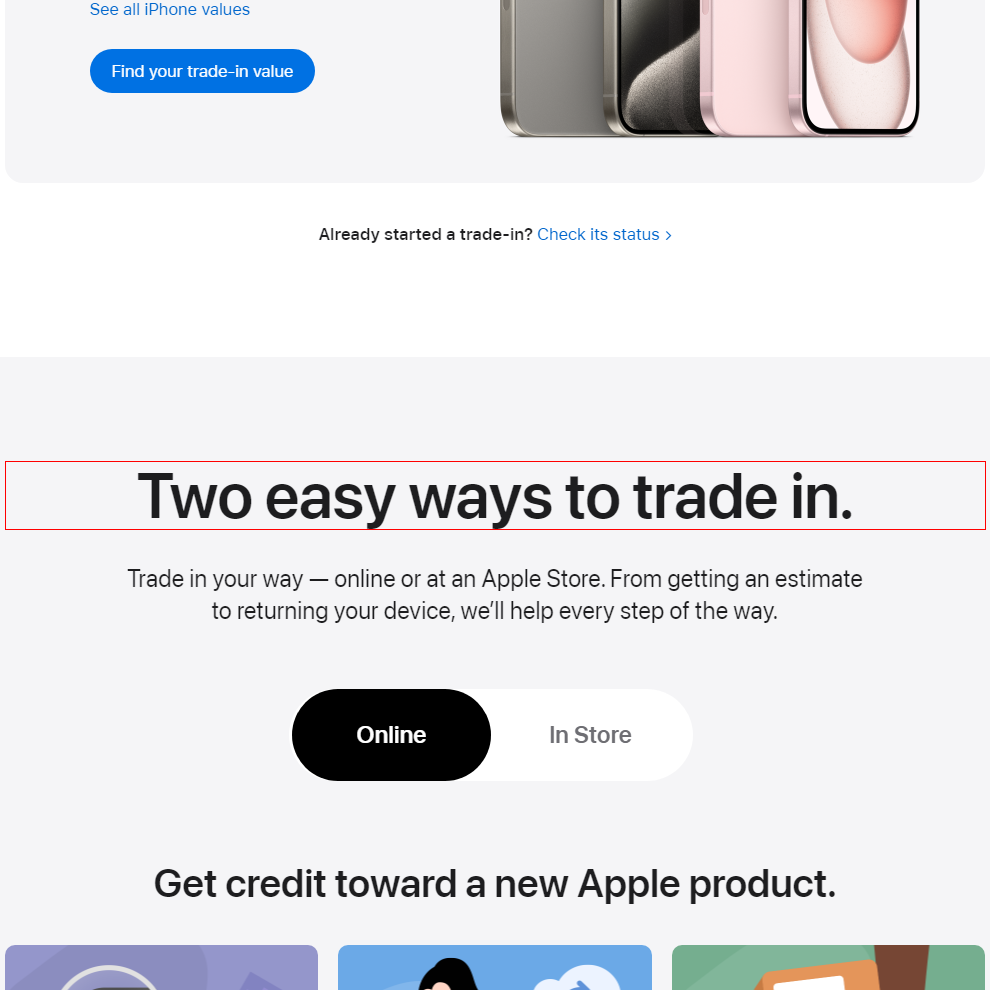 See all iPhone values
Find your trade-in value
Already started a trade-in? Check its status >
Two easy ways to trade in.
Trade in your way — online or at an Apple Store. From getting an estimate
to returning your device, we’ll help every step of the way.
Online
In Store
Get credit toward a new Apple product.